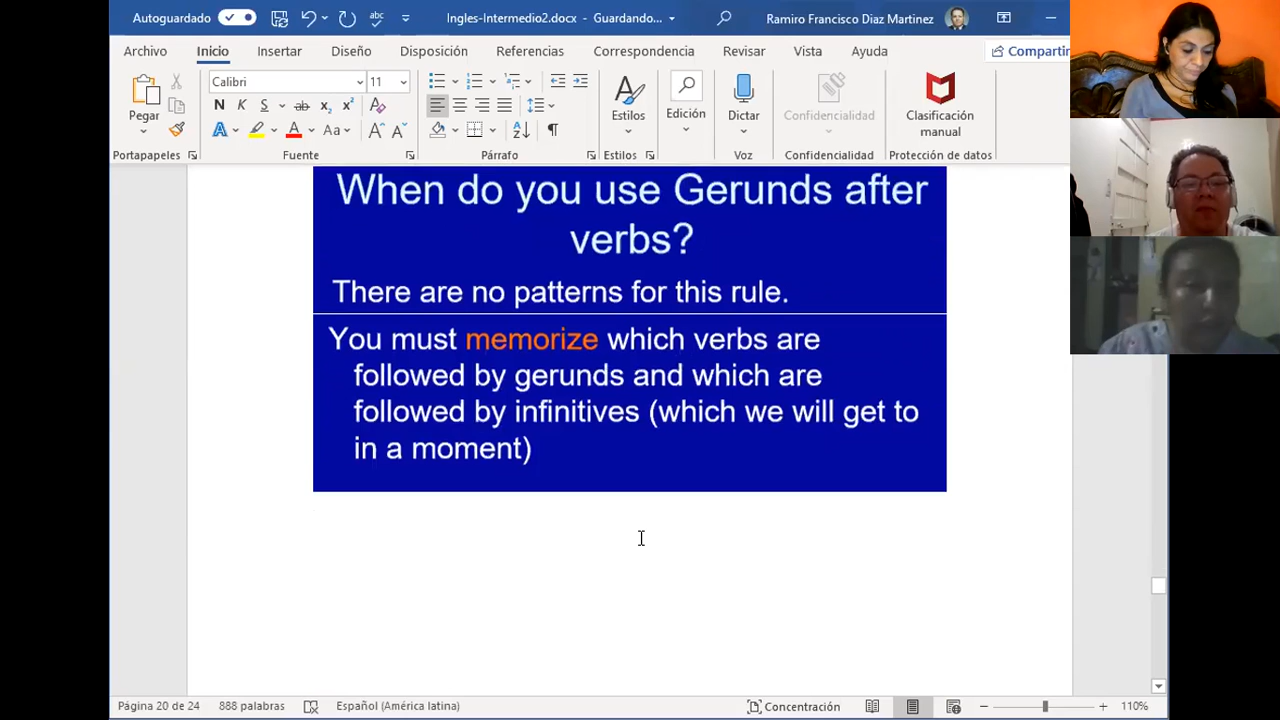 Autoguardado
Ingles-Intermedio2.docx - Guardando...
Ramiro Francisco Diaz Martinez
Archivo Inicio Insertar Diseño Disposición Referencias Correspondencia Revisar Vista Ayuda Compartir
Calibri 11
Pegar
N K S ab x₂ x²
A A Aa A A
Estilos Edición Dictar Confidencialidad Clasificación manual
Portapapeles Fuente Párrafo Estilos Voz Confidencialidad Protección de datos
When do you use Gerunds after
verbs?
There are no patterns for this rule.
You must memorize which verbs are
followed by gerunds and which are
followed by infinitives (which we will get to
in a moment)
Página 20 de 24 888 palabras Español (América latina) Concentración 110%